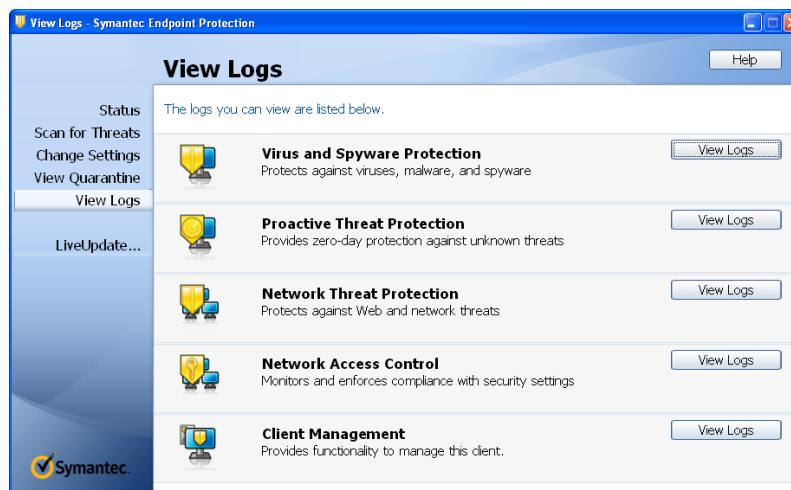 View Logs - Symantec Endpoint Protection
View Logs
Help
Status
Scan for Threats
Change Settings
View Quarantine
View Logs
LiveUpdate...
The logs you can view are listed below.
Virus and Spyware Protection
Protects against viruses, malware, and spyware
View Logs
Proactive Threat Protection
Provides zero-day protection against unknown threats
View Logs
Network Threat Protection
Protects against Web and network threats
View Logs
Network Access Control
Monitors and enforces compliance with security settings
View Logs
Client Management
Provides functionality to manage this client.
View Logs
Symantec.